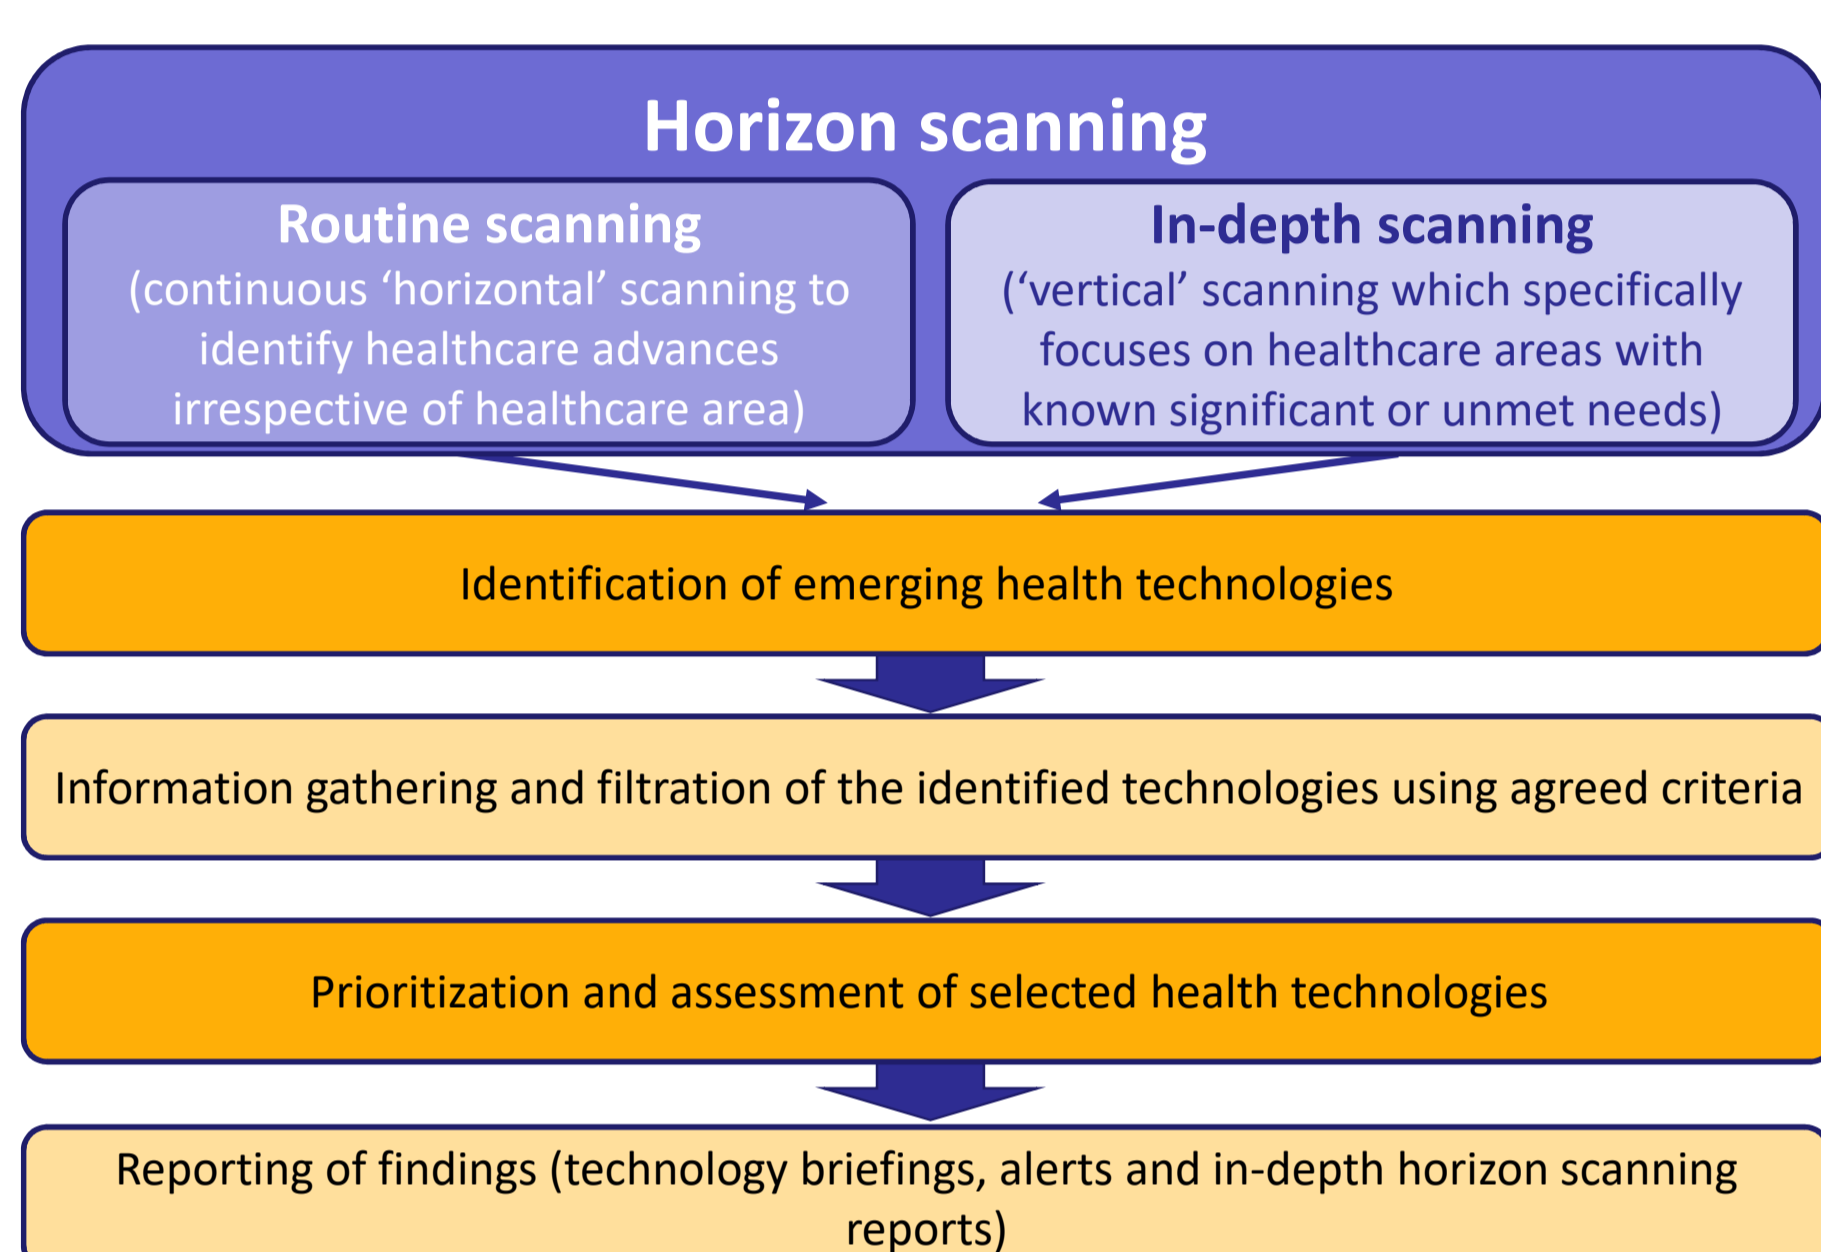 Horizon scanning
Routine scanning
(continuous ‘horizontal’ scanning to
identify healthcare advances
irrespective of healthcare area)
In-depth scanning
(‘vertical’ scanning which specifically
focuses on healthcare areas with
known significant or unmet needs)
Identification of emerging health technologies
Information gathering and filtration of the identified technologies using agreed criteria
Prioritization and assessment of selected health technologies
Reporting of findings (technology briefings, alerts and in-depth horizon scanning
reports)